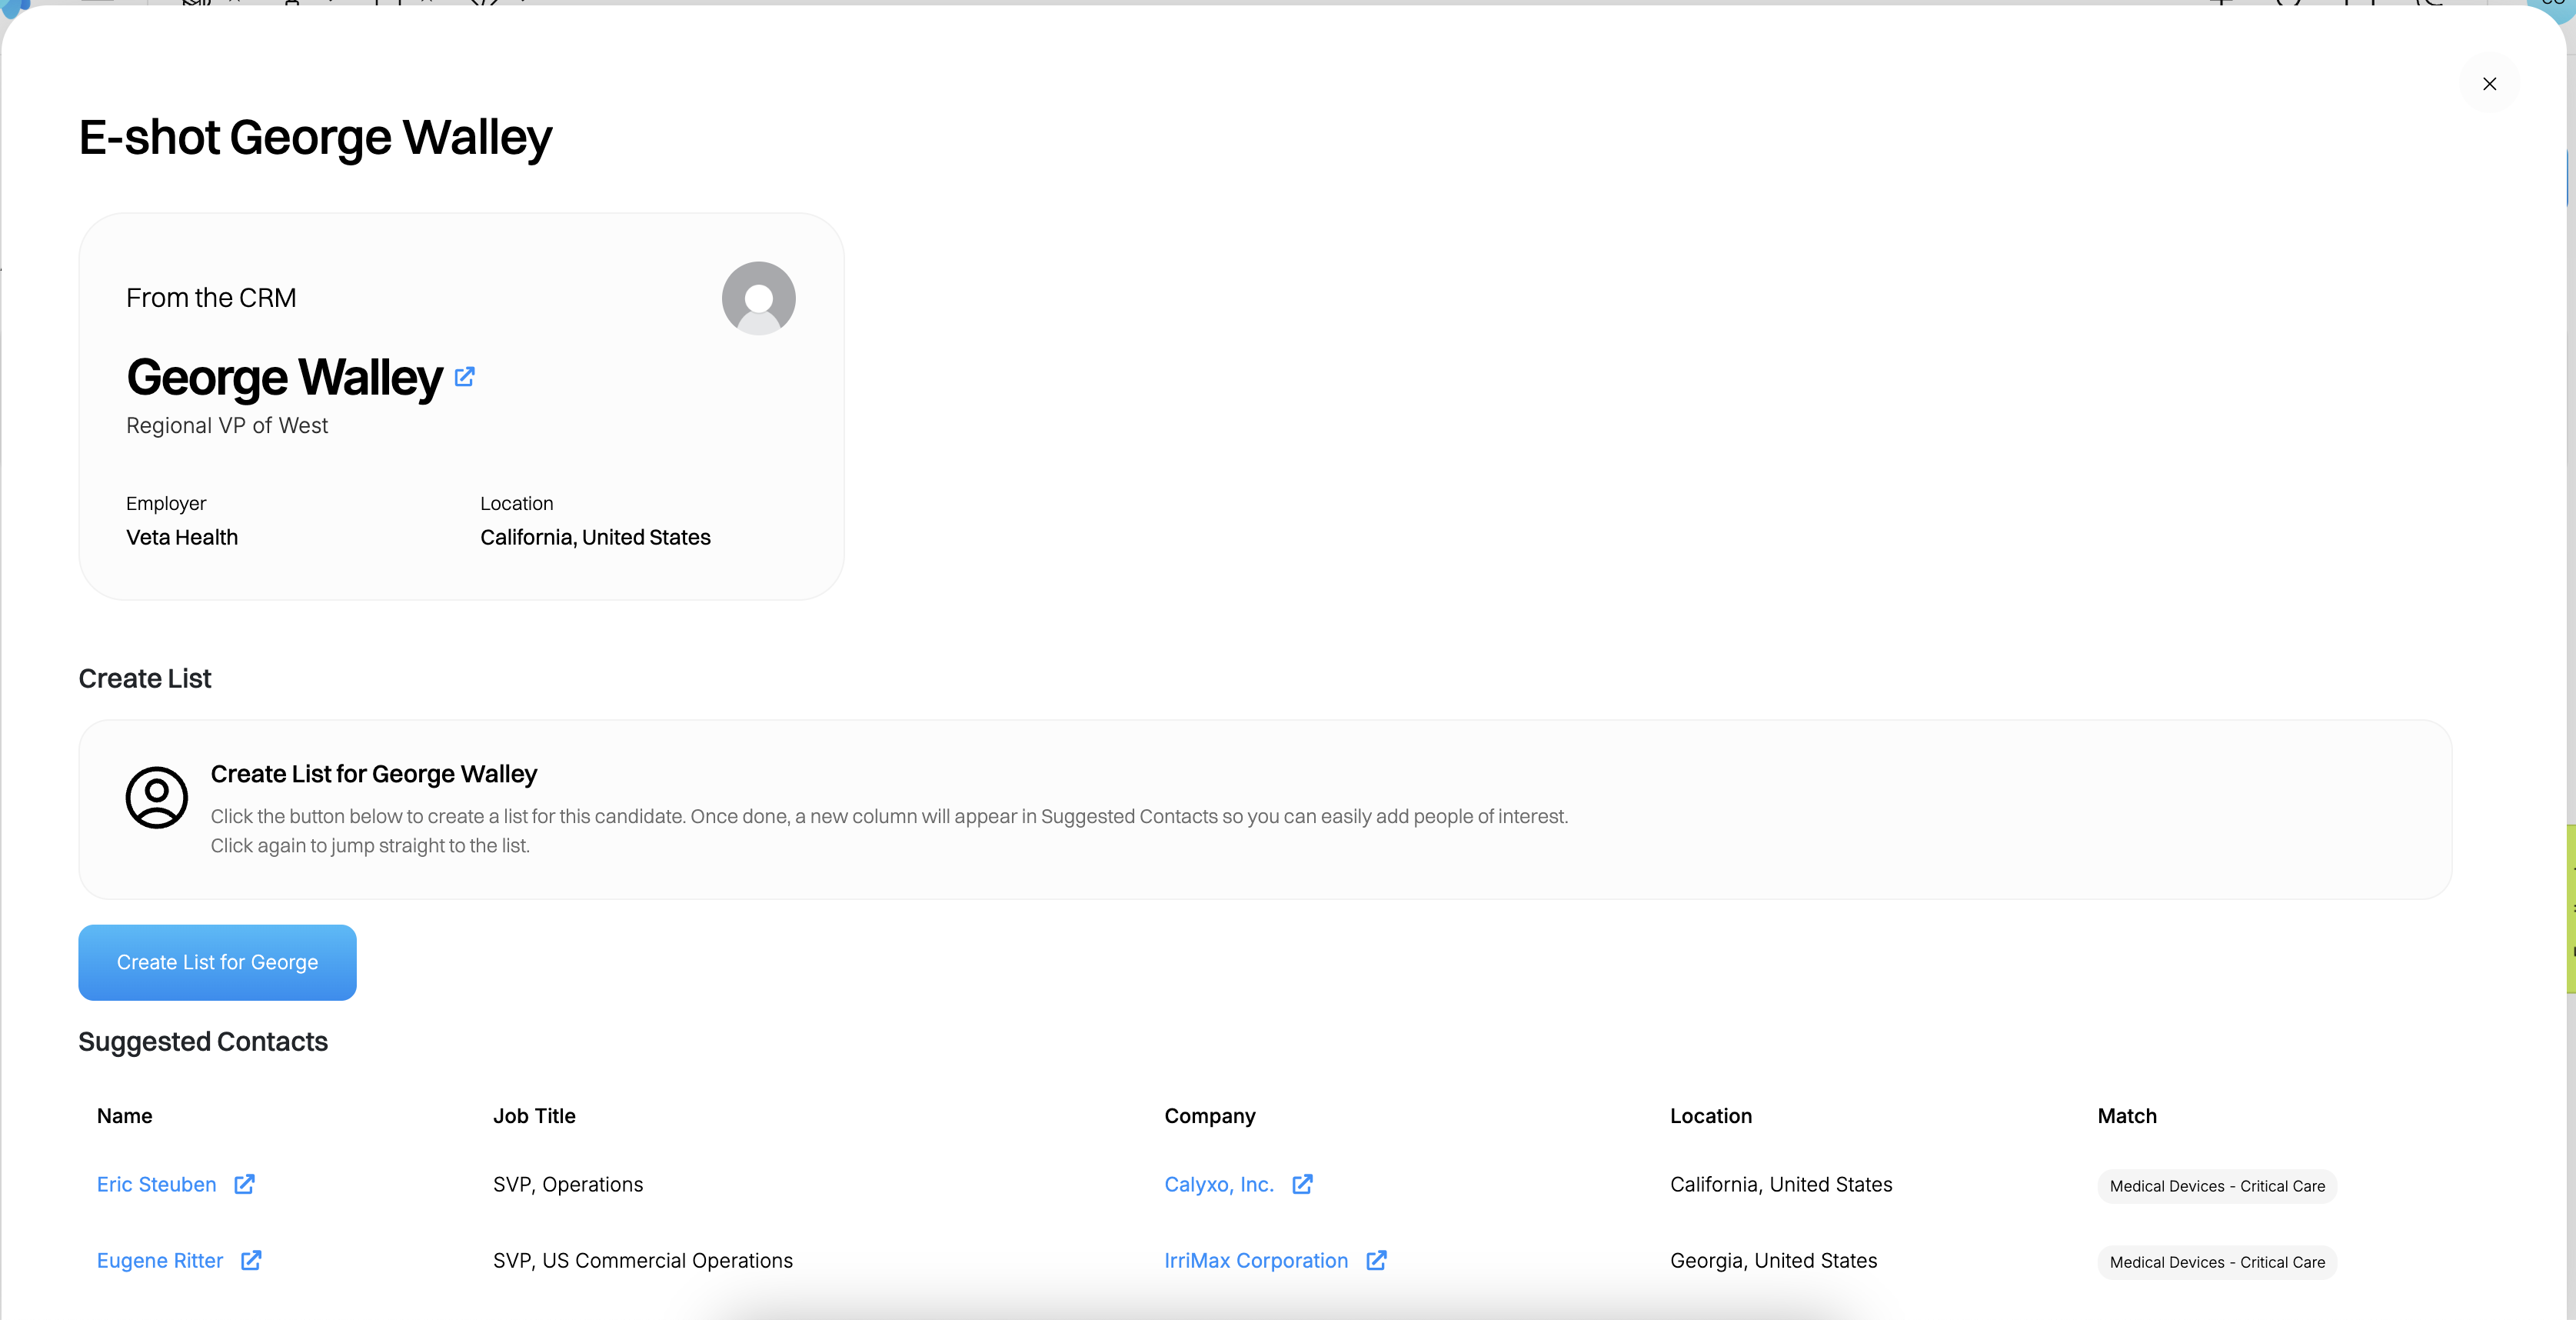 E-shot George Walley
From the CRM
George Walley
Regional VP of West
Employer
Veta Health
Location
California, United States
Create List
Create List for George Walley
Click the button below to create a list for this candidate. Once done, a new column will appear in Suggested Contacts so you can easily add people of interest.
Click again to jump straight to the list.
Create List for George
Suggested Contacts
Name Job Title Company Location Match
Eric Steuben SVP, Operations Calyxo, Inc. California, United States Medical Devices - Critical Care
Eugene Ritter SVP, US Commercial Operations IrriMax Corporation Georgia, United States Medical Devices - Critical Care